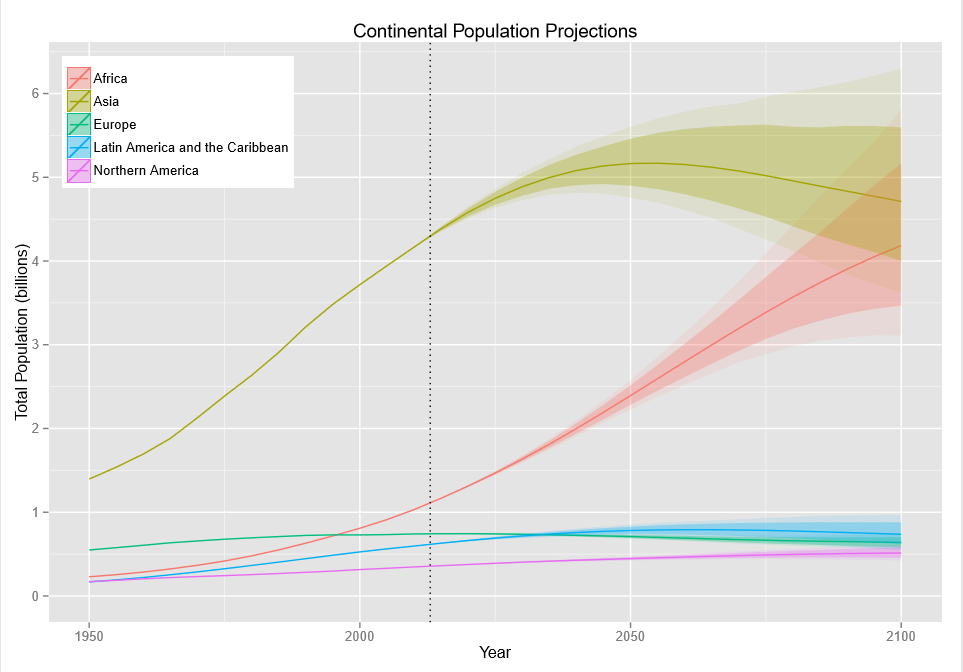 Continental Population Projections
Africa
Asia
Europe
Latin America and the Caribbean
Northern America
Total Population (billions)
6
5
4
3
2
1
0
1950 2000 2050 2100
Year